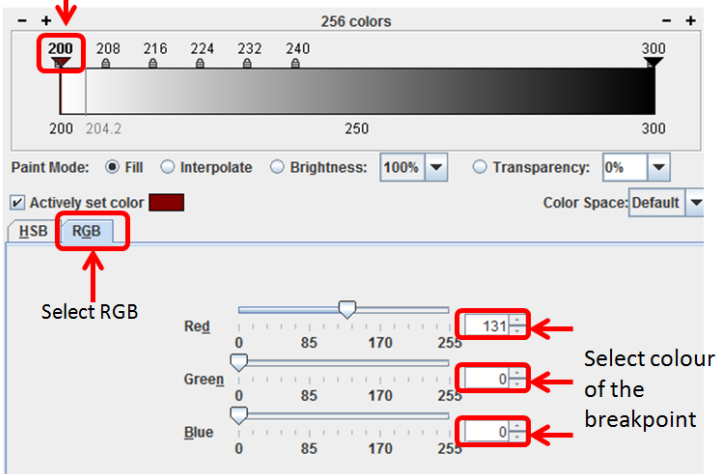 - + 256 colors - +
200 208 216 224 232 240 300
200 204.2 250 300
Paint Mode: Fill Interpolate Brightness: 100% Transparency: 0%
Actively set color Color Space: Default
HSB RGB
Select RGB
Red 131
0 85 170 255
Green 0
0 85 170 255
Blue 0
0 85 170 255
Select colour
of the
breakpoint